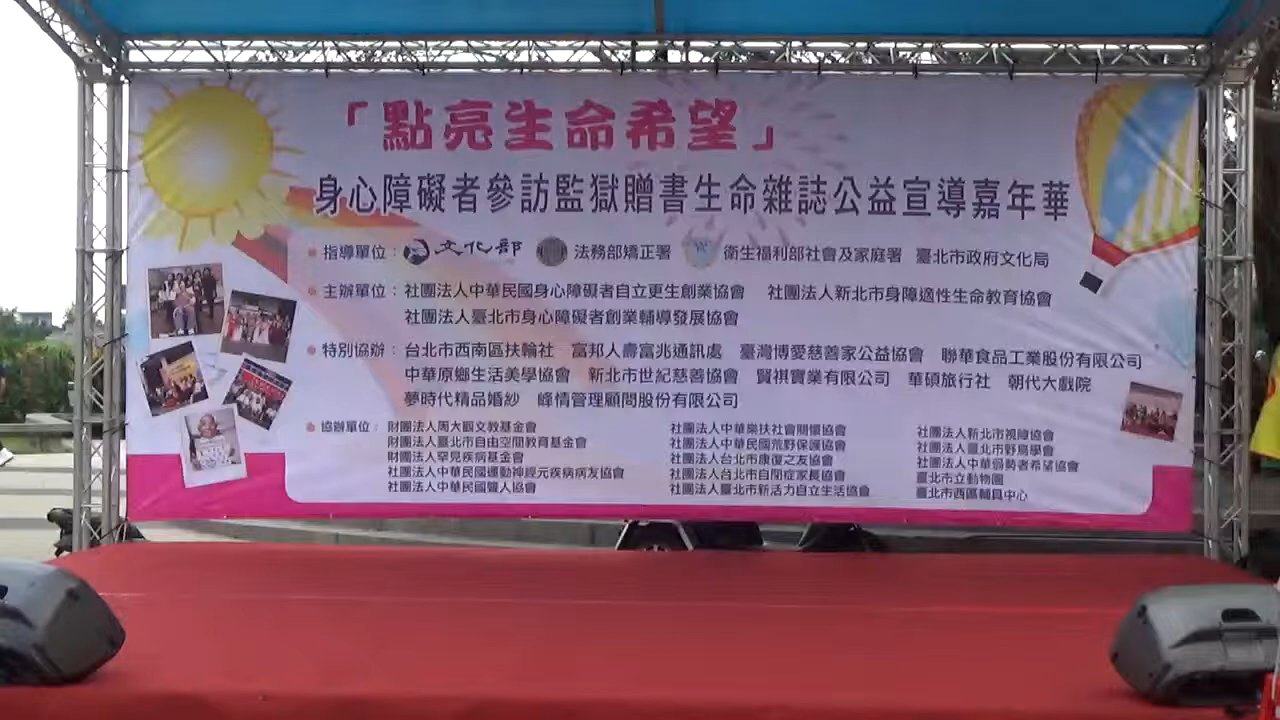 「點亮生命希望」
身心障礙者參訪監獄贈書生命雜誌公益宣導嘉年華
指導單位： 文化部 法務部矯正署 衛生福利部社會及家庭署 臺北市政府文化局
主辦單位： 社團法人中華民國身心障礙者自立更生創業協會 社團法人新北市身障適性生命教育協會
社團法人臺北市身心障礙者創業輔導發展協會
特別協辦： 台北市西南區扶輪社 富邦人壽富兆通訊處 臺灣博愛慈善家公益協會 聯華食品工業股份有限公司
中華原鄉生活美學協會 新北市世紀慈善協會 賢祺實業有限公司 華碩旅行社 朝代大戲院
夢時代精品婚紗 峰情管理顧問股份有限公司
協辦單位： 財團法人周大觀文教基金會 社團法人中華樂扶社會關懷協會 社團法人新北市視障協會
財團法人臺北市自由空間教育基金會 社團法人中華民國荒野保護協會 社團法人臺北市野鳥學會
財團法人罕見疾病基金會 社團法人台北市康復之友協會 社團法人中華弱勢者希望協會
社團法人中華民國運動神經元疾病病友協會 社團法人台北市自閉症家長協會 臺北市立動物園
社團法人中華民國聾人協會 社團法人臺北市新活力自立生活協會 臺北市西區輔具中心